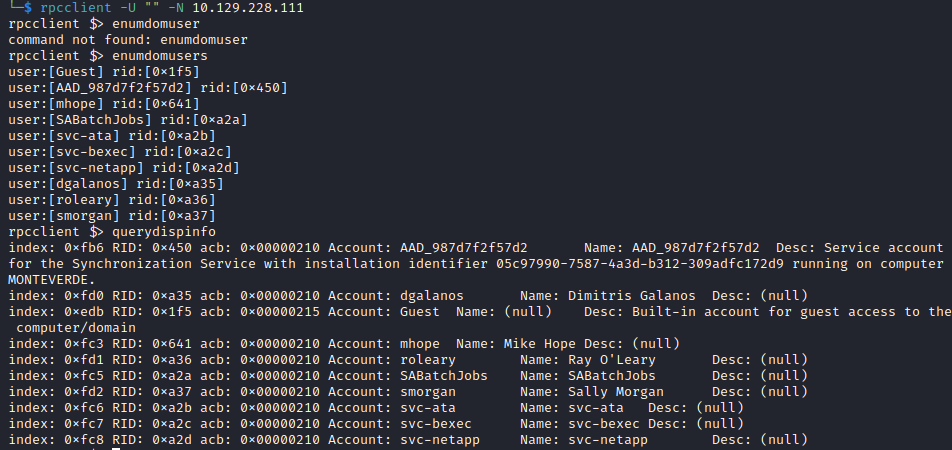 └─$ rpcclient -U "" -N 10.129.228.111
rpcclient $> enumdomuser
command not found: enumdomuser
rpcclient $> enumdomusers
user:[Guest] rid:[0×1f5]
user:[AAD_987d7f2f57d2] rid:[0×450]
user:[mhope] rid:[0×641]
user:[SABatchJobs] rid:[0×a2a]
user:[svc-ata] rid:[0×a2b]
user:[svc-bexec] rid:[0×a2c]
user:[svc-netapp] rid:[0×a2d]
user:[dgalanos] rid:[0×a35]
user:[roleary] rid:[0×a36]
user:[smorgan] rid:[0×a37]
rpcclient $> querydispinfo
index: 0×fb6 RID: 0×450 acb: 0×00000210 Account: AAD_987d7f2f57d2       Name: AAD_987d7f2f57d2  Desc: Service account
for the Synchronization Service with installation identifier 05c97990-7587-4a3d-b312-309adfc172d9 running on computer
MONTEVERDE.
index: 0×fd0 RID: 0×a35 acb: 0×00000210 Account: dgalanos       Name: Dimitris Galanos  Desc: (null)
index: 0×edb RID: 0×1f5 acb: 0×00000215 Account: Guest  Name: (null)    Desc: Built-in account for guest access to the
computer/domain
index: 0×fc3 RID: 0×641 acb: 0×00000210 Account: mhope  Name: Mike Hope Desc: (null)
index: 0×fd1 RID: 0×a36 acb: 0×00000210 Account: roleary        Name: Ray O'Leary       Desc: (null)
index: 0×fc5 RID: 0×a2a acb: 0×00000210 Account: SABatchJobs    Name: SABatchJobs       Desc: (null)
index: 0×fd2 RID: 0×a37 acb: 0×00000210 Account: smorgan        Name: Sally Morgan      Desc: (null)
index: 0×fc6 RID: 0×a2b acb: 0×00000210 Account: svc-ata        Name: svc-ata   Desc: (null)
index: 0×fc7 RID: 0×a2c acb: 0×00000210 Account: svc-bexec      Name: svc-bexec Desc: (null)
index: 0×fc8 RID: 0×a2d acb: 0×00000210 Account: svc-netapp     Name: svc-netapp        Desc: (null)